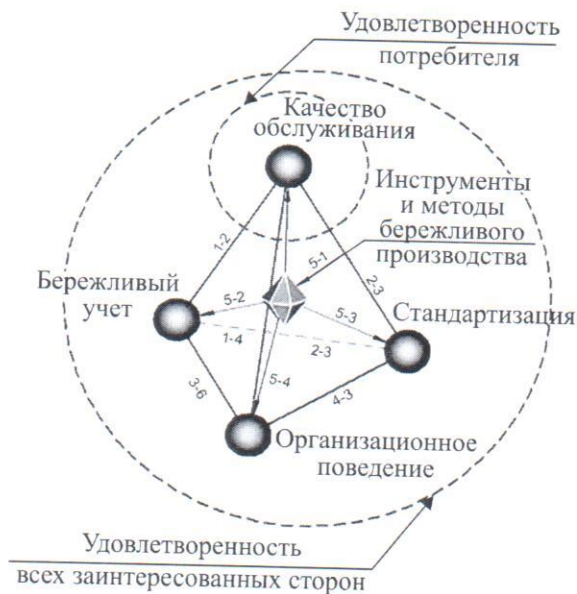 Удовлетворенность
потребителя
Качество
обслуживания
Инструменты
и методы
бережливого
производства
1-2
5-1
2-3
Бережливый
учет
5-2
5-3
Стандартизация
1-4
2-3
3-6
5-4
4-3
Организационное
поведение
Удовлетворенность
всех заинтересованных сторон